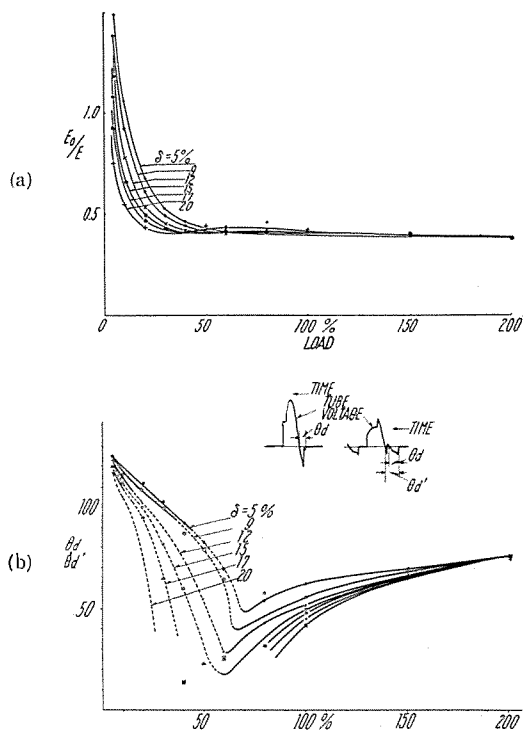 (a)
E₀/E
1.0
0.5
δ = 5%
9
12
15
17
20
0
50
100 %
150
200
LOAD
(b)
θd
θd'
100
50
δ = 5 %
9
12
15
17
20
TIME
TUBE
VOLTAGE
θd
TIME
θd
θd'
50
100 %
150
200